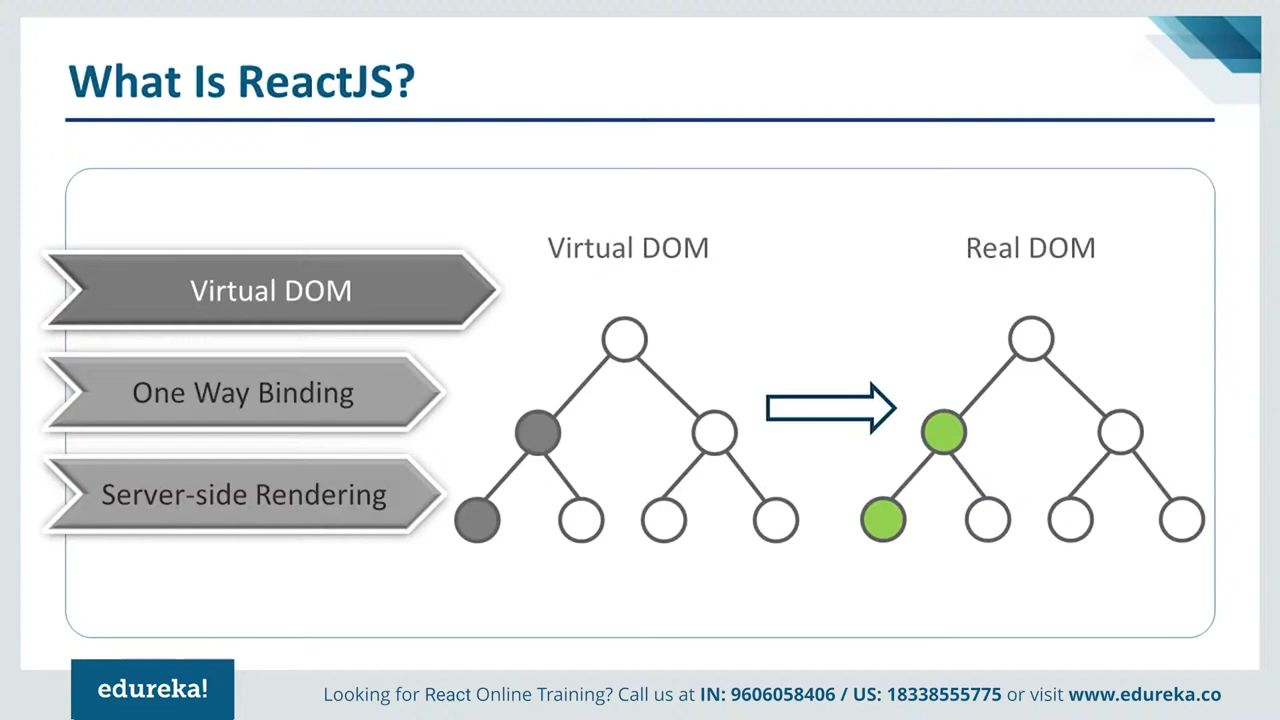 What Is ReactJS?
Virtual DOM
One Way Binding
Server-side Rendering
Virtual DOM
Real DOM
edureka!
Looking for React Online Training? Call us at IN: 9606058406 / US: 18338555775 or visit www.edureka.co